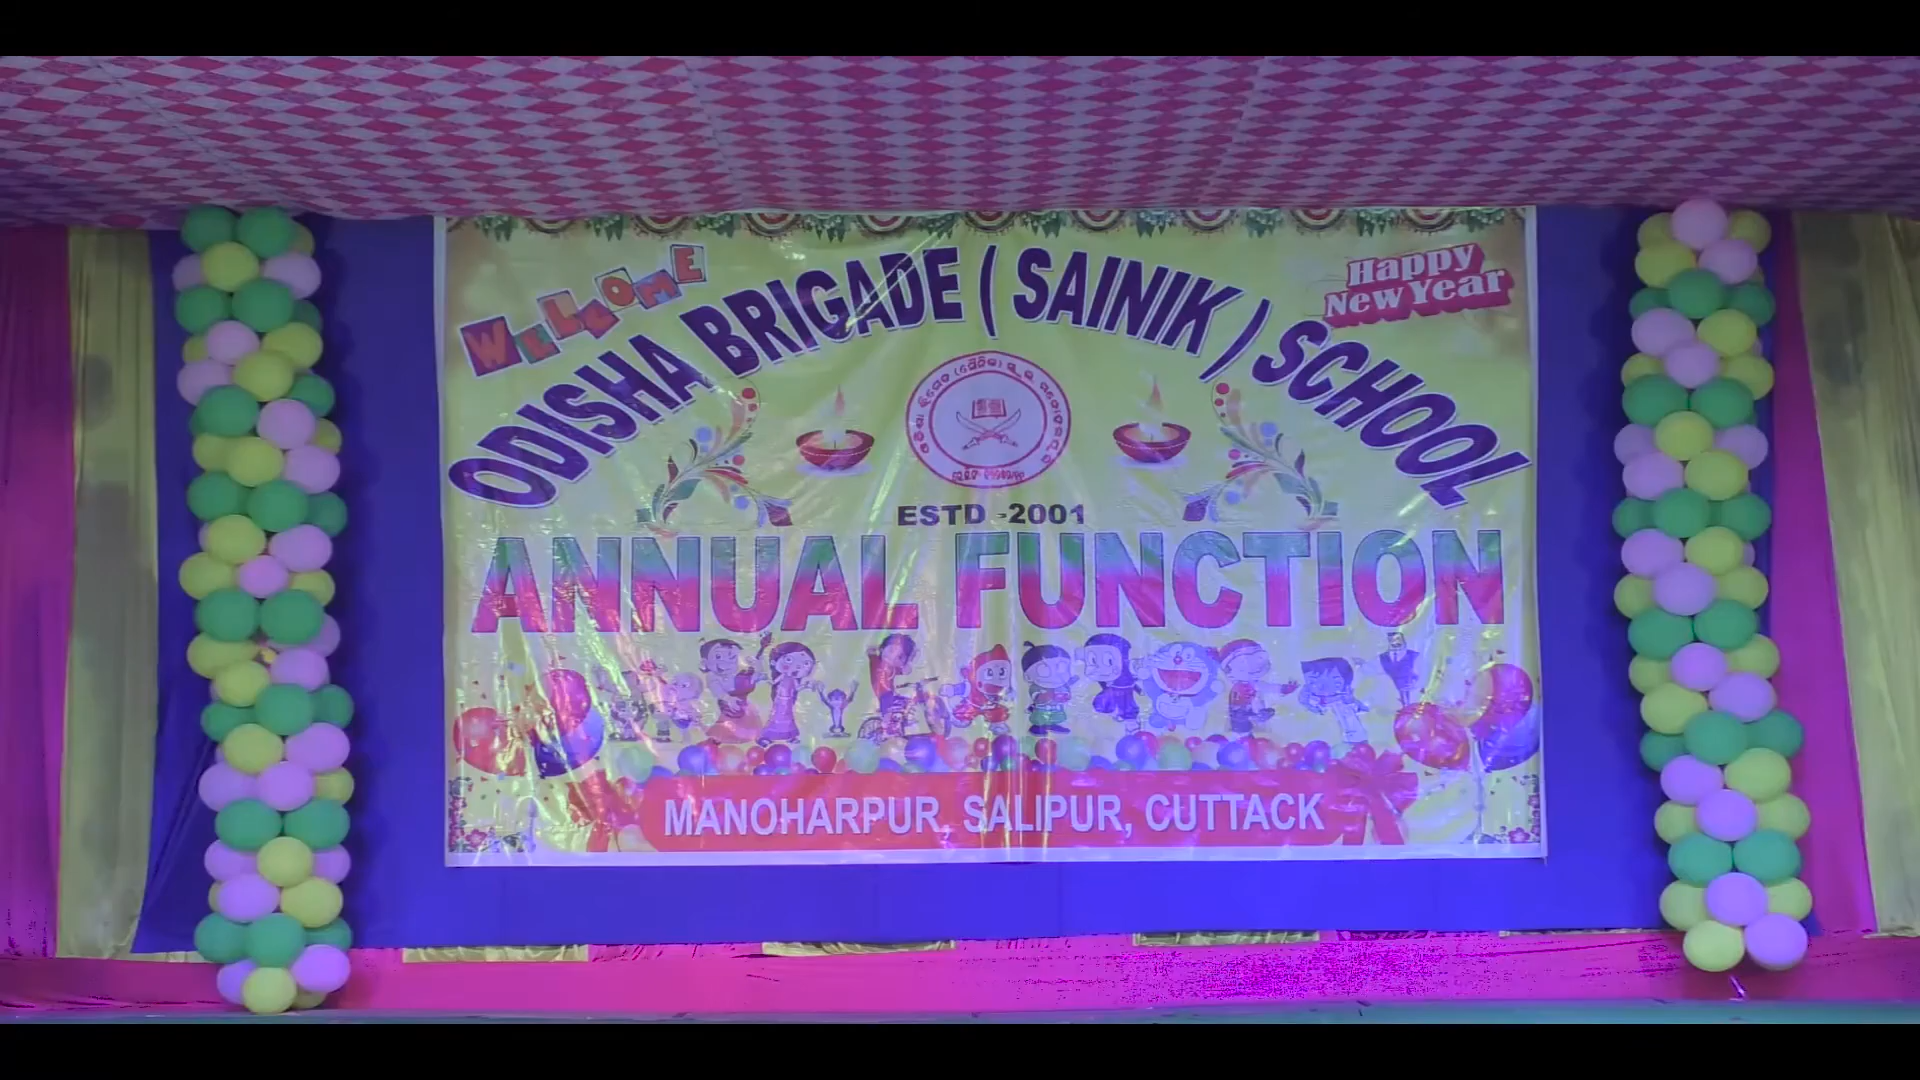 WELCOME
Happy
New Year
ODISHA BRIGADE ( SAINIK ) SCHOOL
ESTD -2001
ANNUAL FUNCTION
MANOHARPUR, SALIPUR, CUTTACK